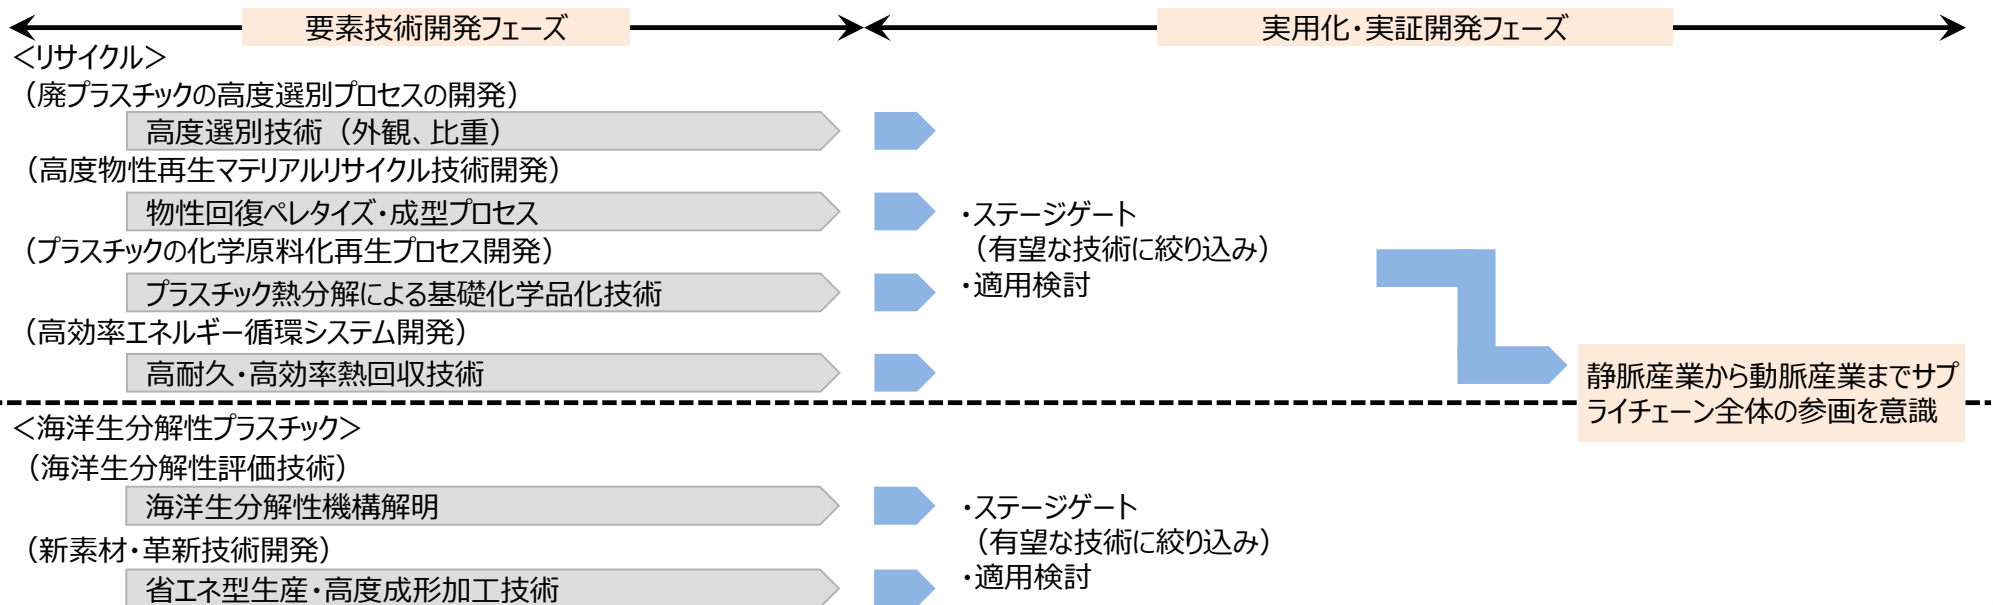 要素技術開発フェーズ
実用化・実証開発フェーズ
＜リサイクル＞
（廃プラスチックの高度選別プロセスの開発）
高度選別技術（外観、比重）
（高度物性再生マテリアルリサイクル技術開発）
物性回復ペレタイズ・成型プロセス
（プラスチックの化学原料化再生プロセス開発）
プラスチック熱分解による基礎化学品化技術
（高効率エネルギー循環システム開発）
高耐久・高効率熱回収技術
・ステージゲート
（有望な技術に絞り込み）
・適用検討
静脈産業から動脈産業までサプ
ライチェーン全体の参画を意識
＜海洋生分解性プラスチック＞
（海洋生分解性評価技術）
海洋生分解性機構解明
（新素材・革新技術開発）
省エネ型生産・高度成形加工技術
・ステージゲート
（有望な技術に絞り込み）
・適用検討